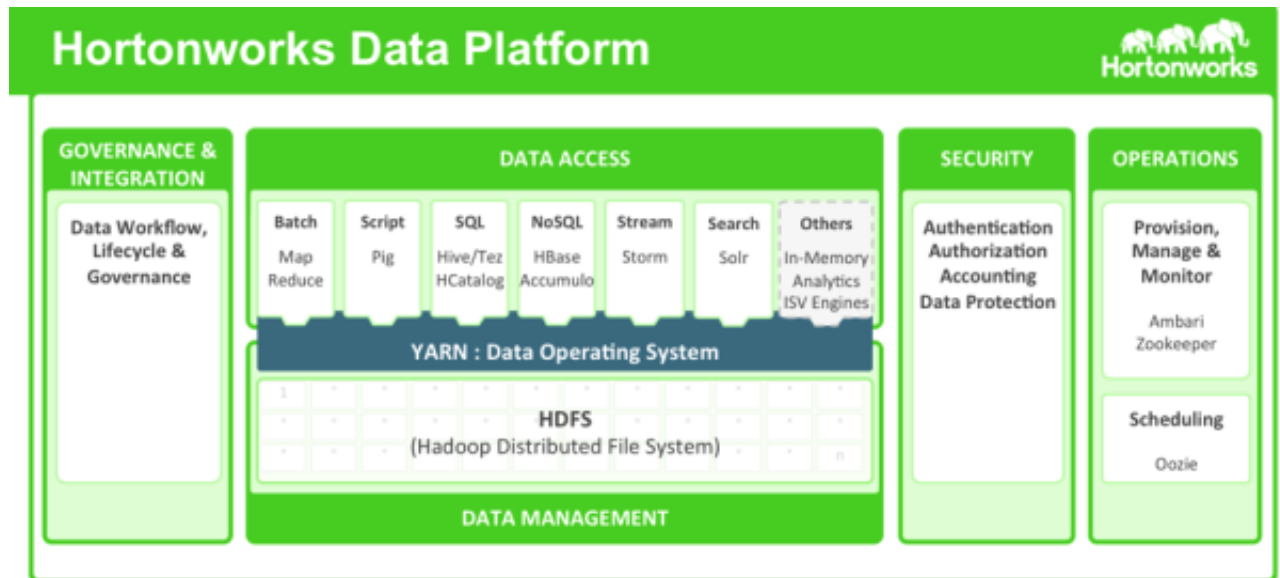 Hortonworks Data Platform
Hortonworks
GOVERNANCE &
INTEGRATION
Data Workflow,
Lifecycle &
Governance
DATA ACCESS
Batch
Map
Reduce
Script
Pig
SQL
Hive/Tez
HCatalog
NoSQL
HBase
Accumulo
Stream
Storm
Search
Solr
Others
In-Memory
Analytics
ISV Engines
YARN : Data Operating System
1
HDFS
(Hadoop Distributed File System)
n
DATA MANAGEMENT
SECURITY
Authentication
Authorization
Accounting
Data Protection
OPERATIONS
Provision,
Manage &
Monitor
Ambari
Zookeeper
Scheduling
Oozie